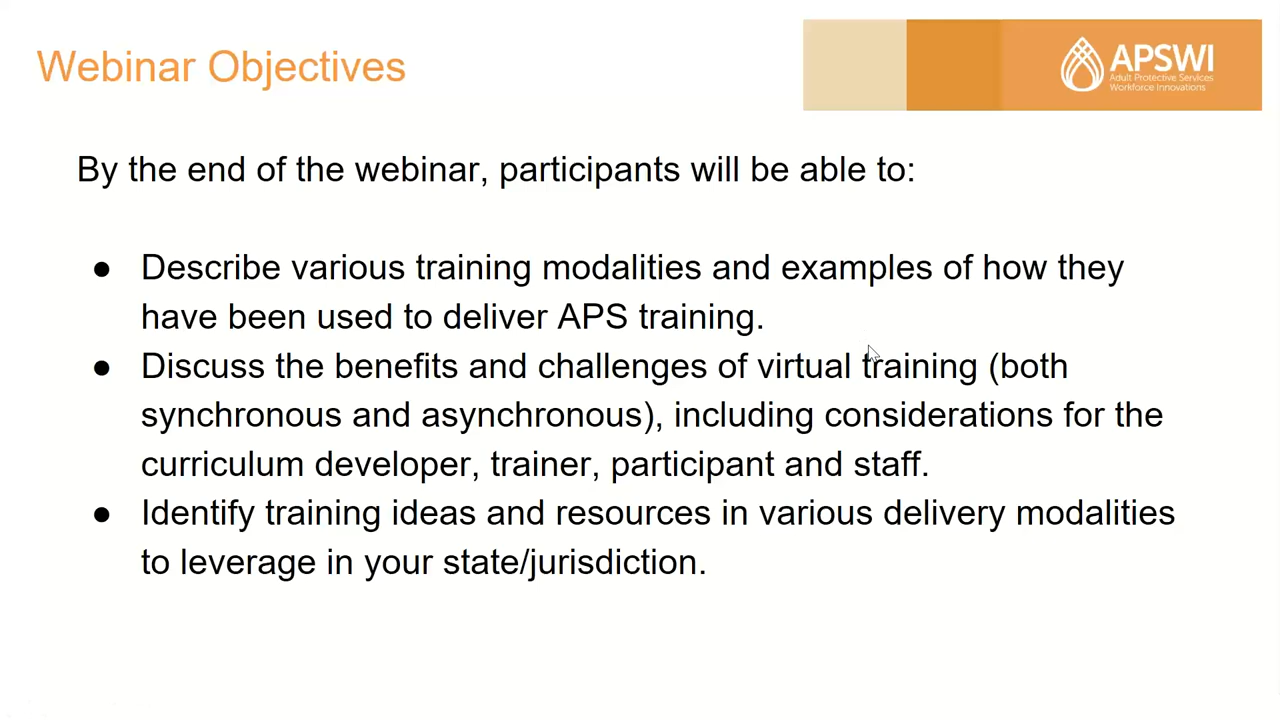 Webinar Objectives
APSWI
Adult Protective Services
Workforce Innovations
By the end of the webinar, participants will be able to:
● Describe various training modalities and examples of how they
have been used to deliver APS training.
● Discuss the benefits and challenges of virtual training (both
synchronous and asynchronous), including considerations for the
curriculum developer, trainer, participant and staff.
● Identify training ideas and resources in various delivery modalities
to leverage in your state/jurisdiction.